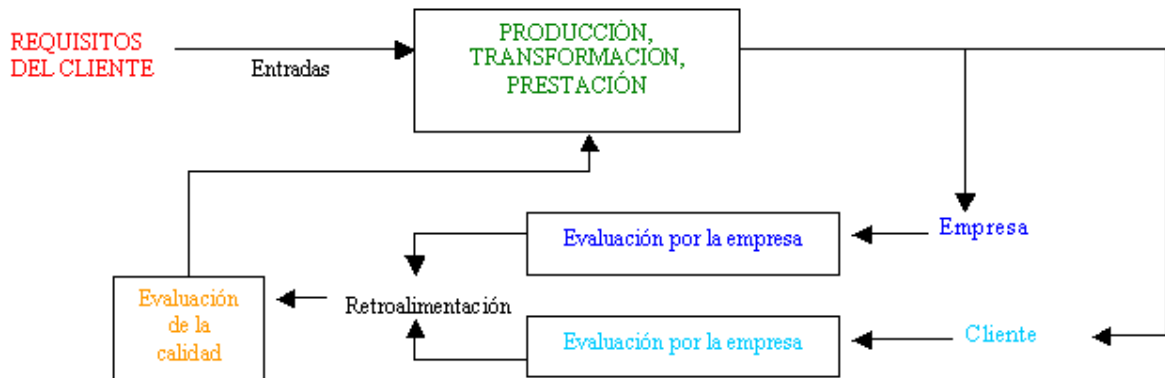 REQUISITOS
DEL CLIENTE
Entradas
PRODUCCIÓN,
TRANSFORMACION,
PRESTACIÓN
Empresa
Evaluación por la empresa
Retroalimentación
Evaluación
de la
calidad
Evaluación por la empresa
Cliente